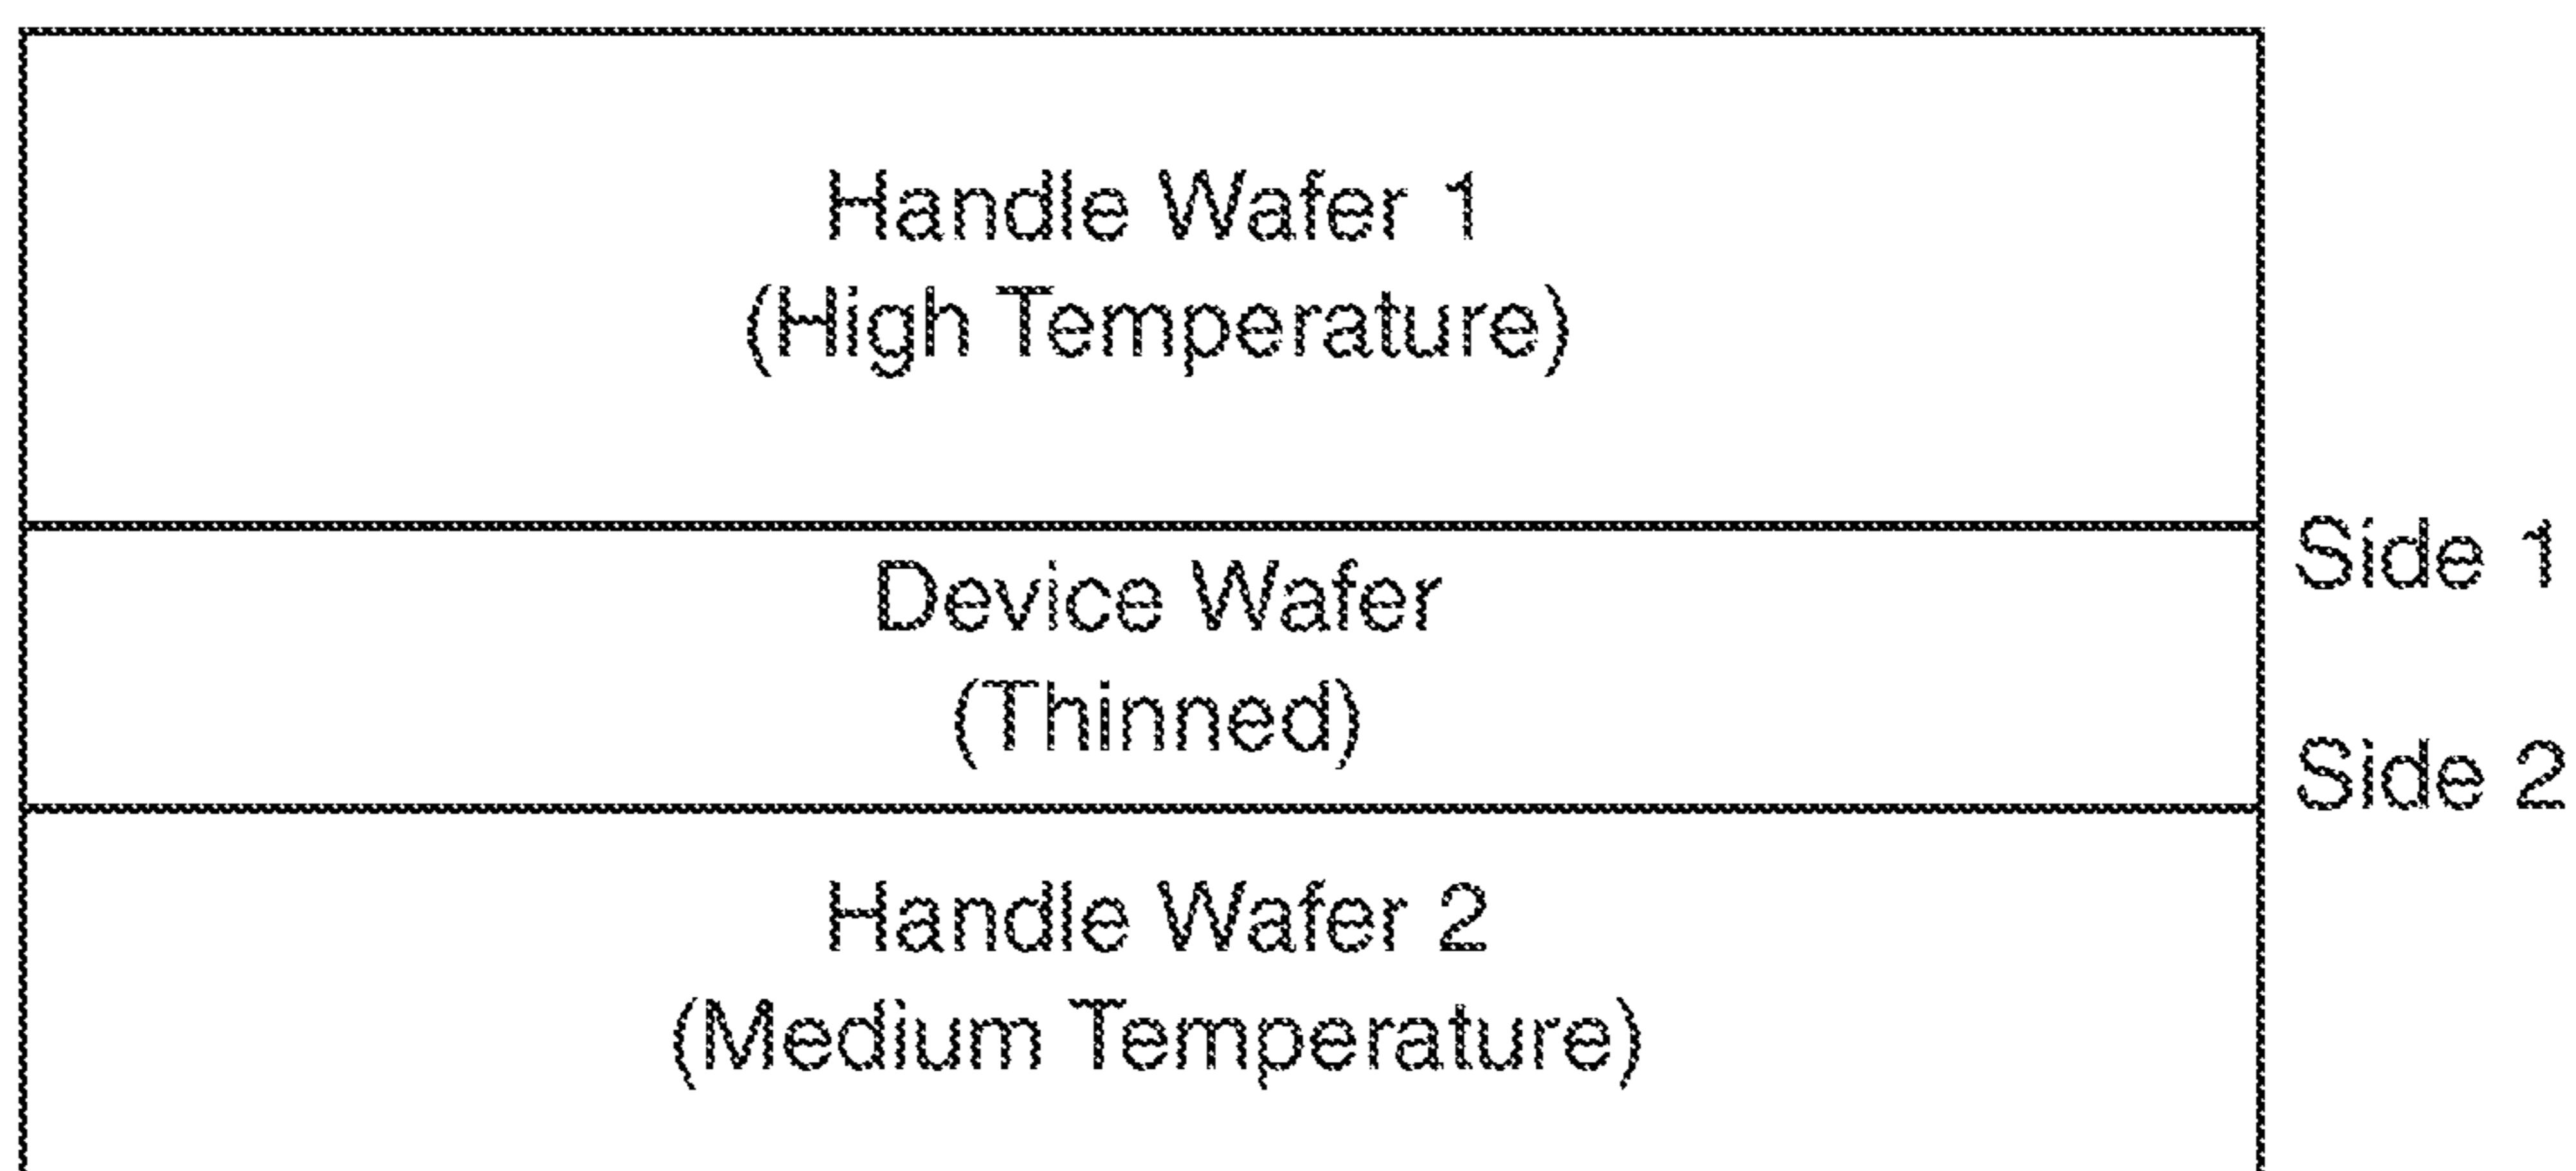 Handle Wafer 1
(High Temperature)
Side 1
Device Wafer
(Thinned)
Side 2
Handle Wafer 2
(Medium Temperature)